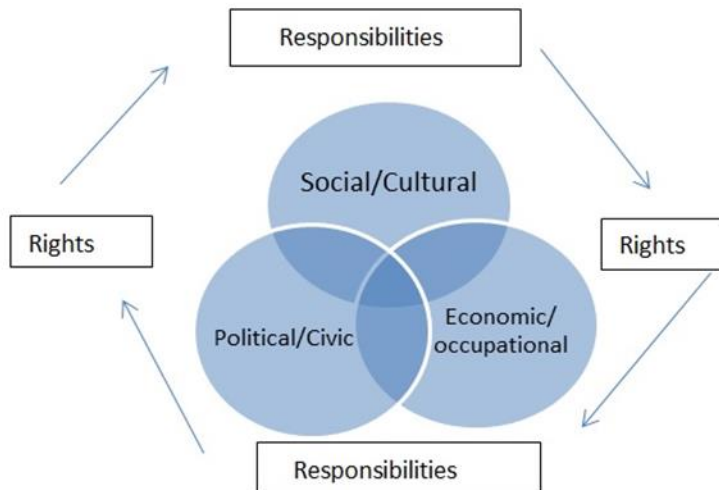 Responsibilities
Social/Cultural
Rights
Rights
Political/Civic
Economic/
occupational
Responsibilities